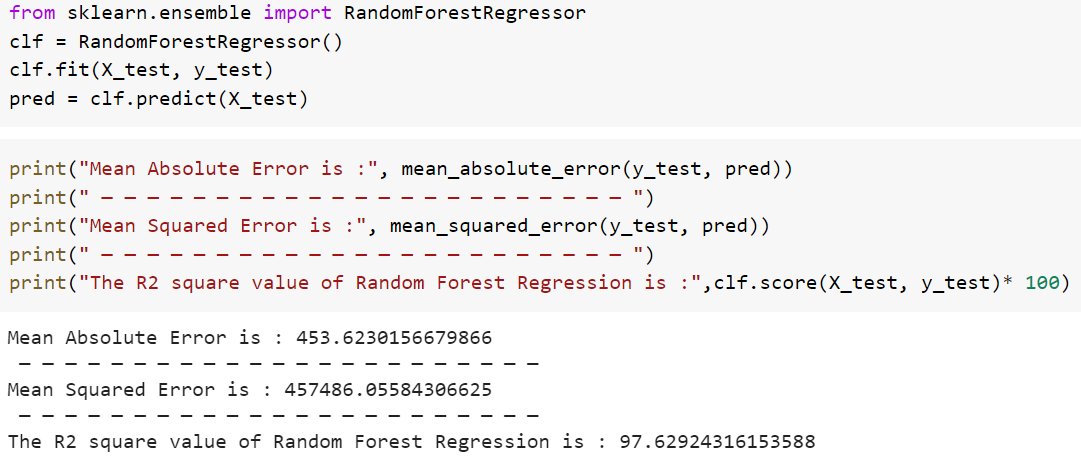 from sklearn.ensemble import RandomForestRegressor
clf = RandomForestRegressor()
clf.fit(X_test, y_test)
pred = clf.predict(X_test)
print("Mean Absolute Error is :", mean_absolute_error(y_test, pred))
print(" — — — — — — — — — — — — — — — — — — — — — — — ")
print("Mean Squared Error is :", mean_squared_error(y_test, pred))
print(" — — — — — — — — — — — — — — — — — — — — — — — ")
print("The R2 square value of Random Forest Regression is :",clf.score(X_test, y_test)* 100)
Mean Absolute Error is : 453.6230156679866
— — — — — — — — — — — — — — — — — — — — — — —
Mean Squared Error is : 457486.05584306625
— — — — — — — — — — — — — — — — — — — — — — —
The R2 square value of Random Forest Regression is : 97.62924316153588